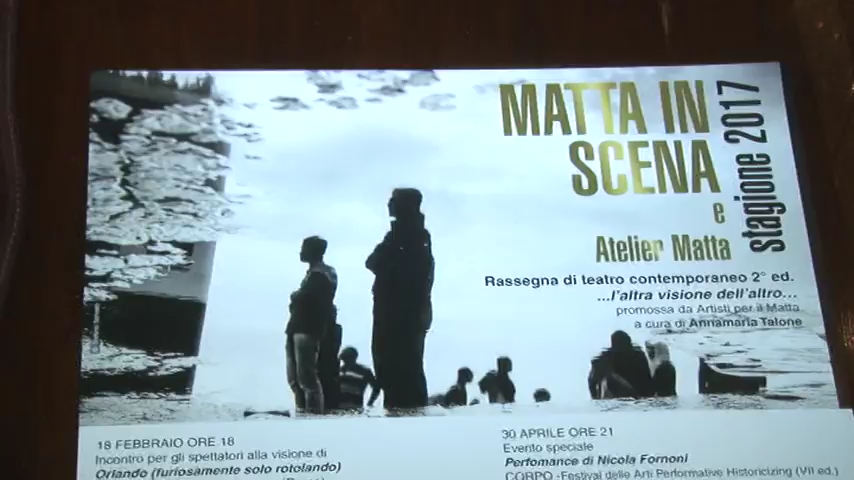 MATTA IN
SCENA
e
Atelier Matta
stagione 2017
Rassegna di teatro contemporaneo 2° ed.
...l'altra visione dell'altro...
promossa da Artisti per il Matta
a cura di Annamaria Talone
18 FEBBRAIO ORE 18
Incontro per gli spettatori alla visione di
Orlando (furiosamente solo rotolando)
30 APRILE ORE 21
Evento speciale
Perfomance di Nicola Fornoni
CORPO -Festival delle Arti Performative Historicizing (VII ed.)